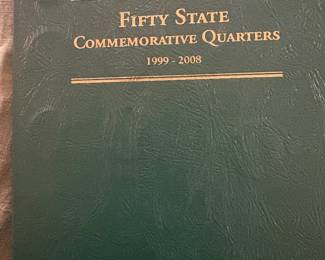 Fifty State
Commemorative Quarters
1999 - 2008